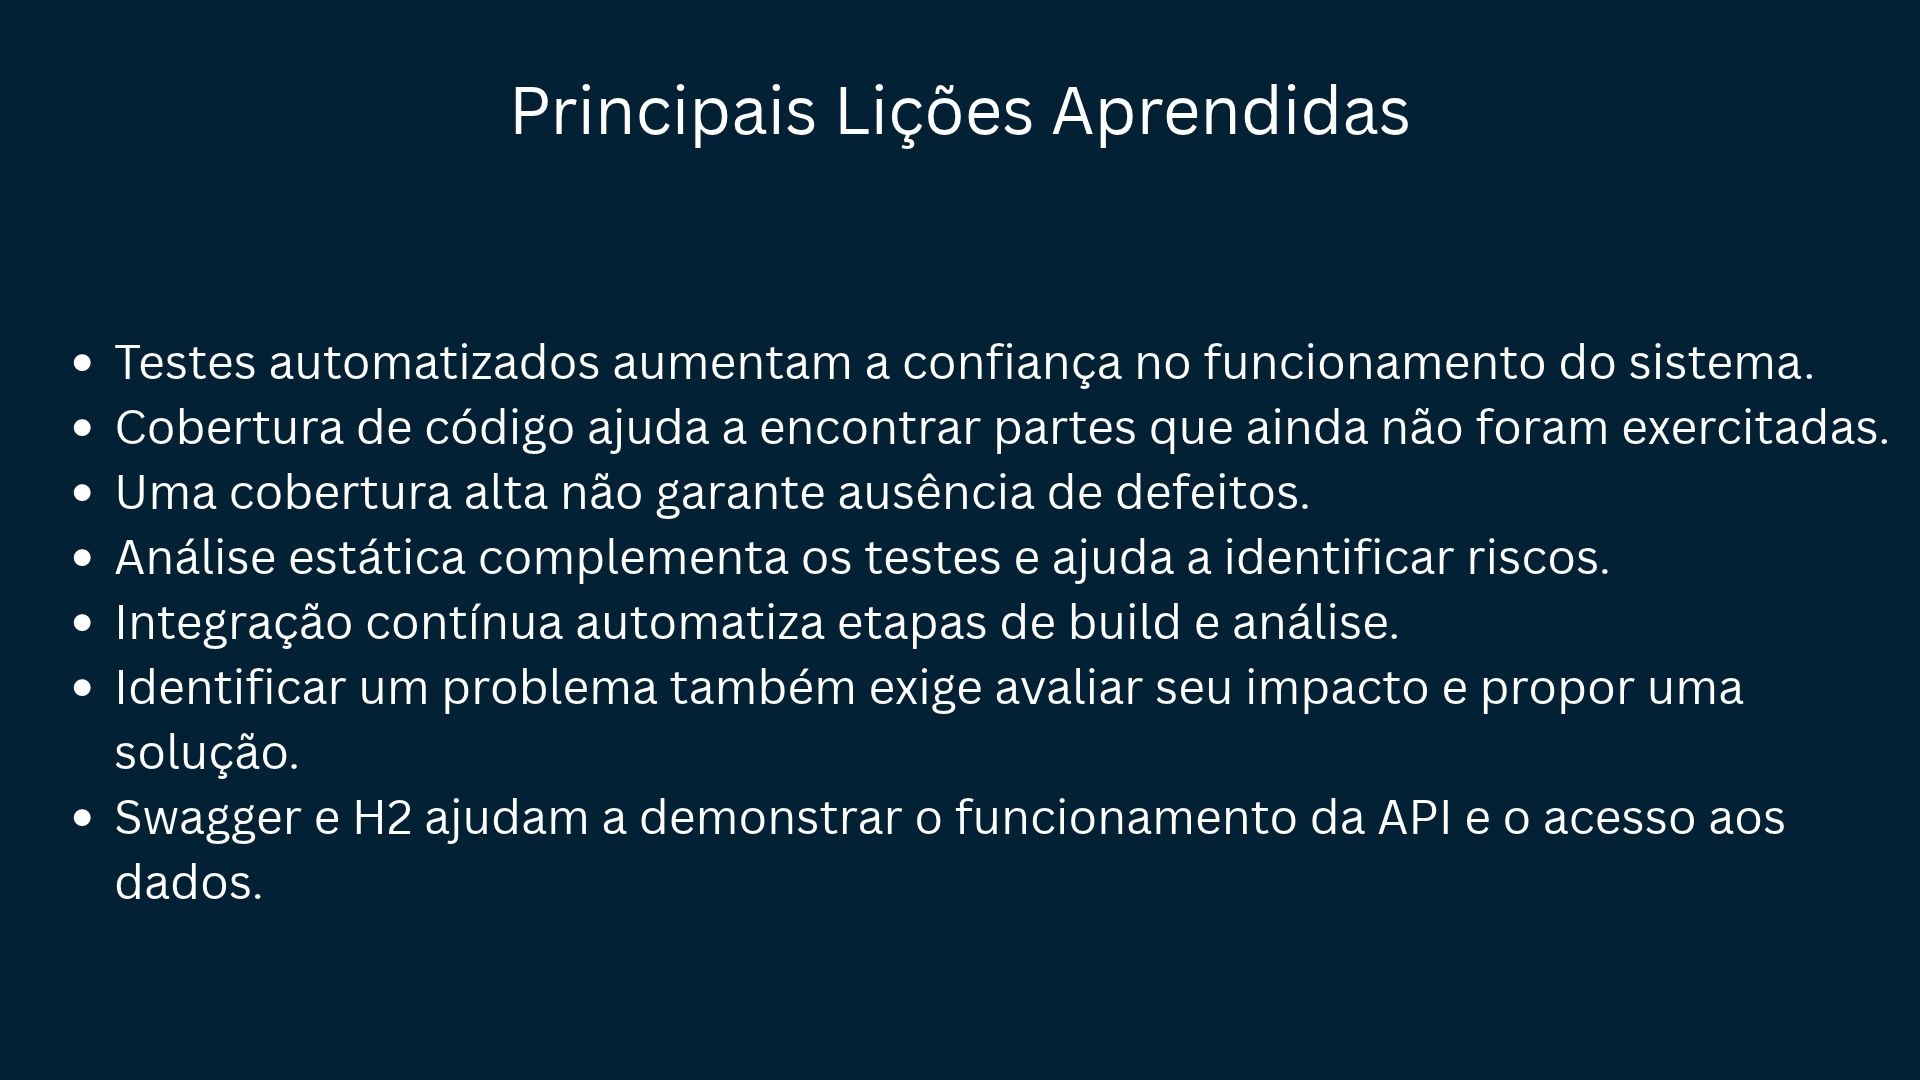 Principais Lições Aprendidas
• Testes automatizados aumentam a confiança no funcionamento do sistema.
• Cobertura de código ajuda a encontrar partes que ainda não foram exercitadas.
• Uma cobertura alta não garante ausência de defeitos.
• Análise estática complementa os testes e ajuda a identificar riscos.
• Integração contínua automatiza etapas de build e análise.
• Identificar um problema também exige avaliar seu impacto e propor uma
solução.
• Swagger e H2 ajudam a demonstrar o funcionamento da API e o acesso aos
dados.